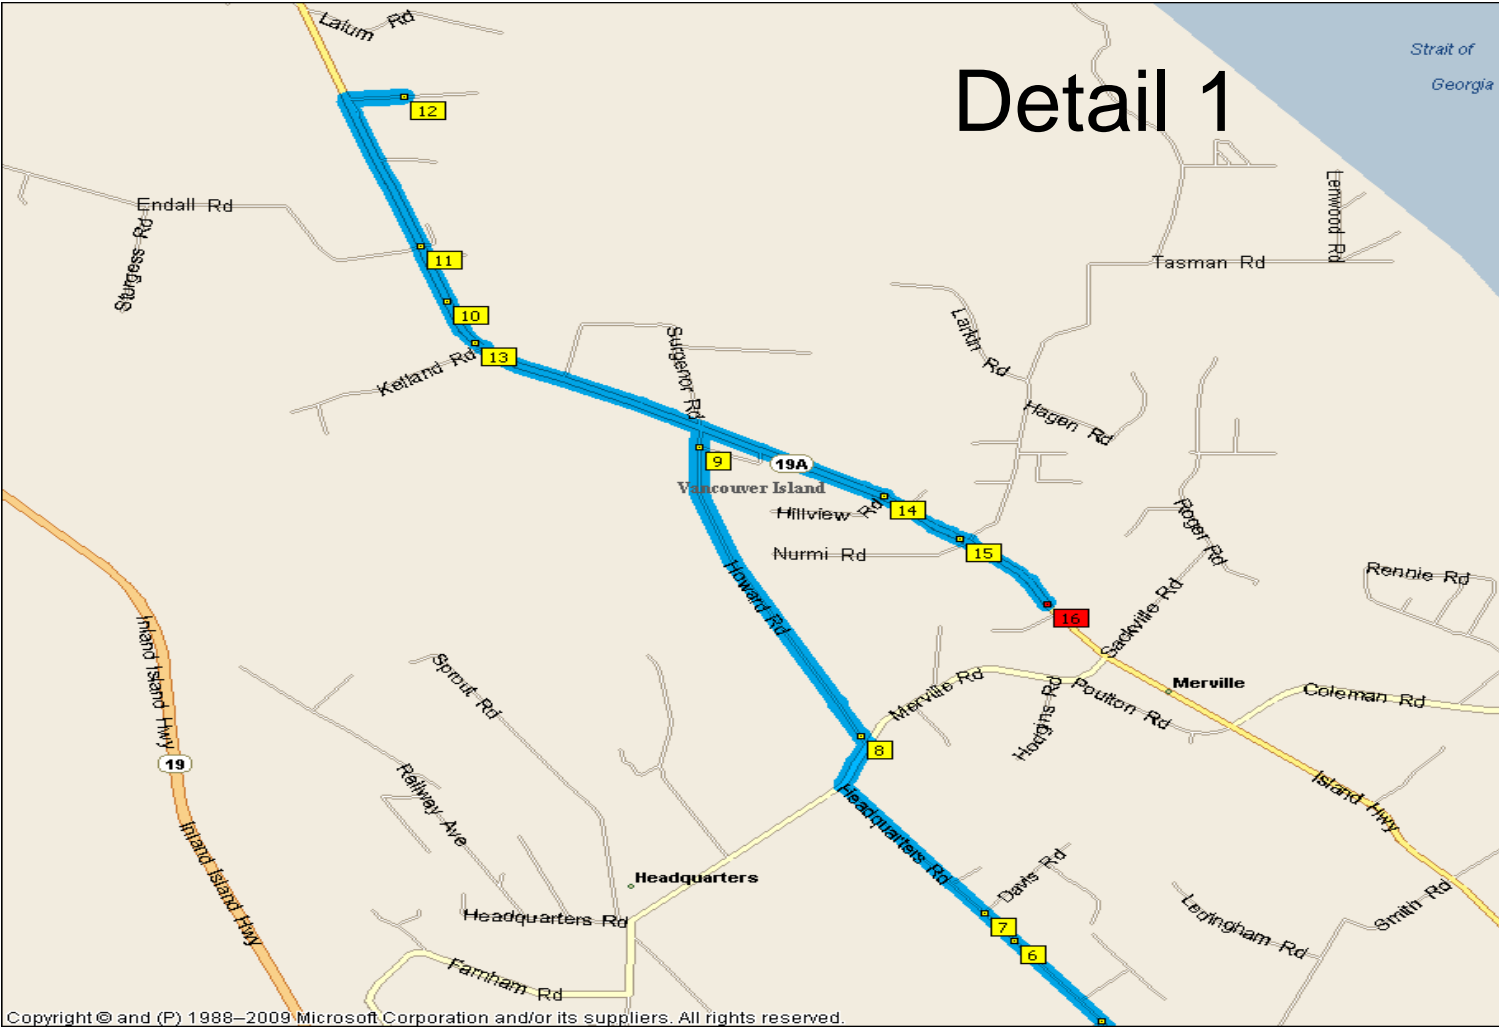 Lalum Rd
Strait of
Georgia
Detail 1
12
Endall Rd
Sturgess Rd
Lenwood Rd
11
Tasman Rd
10
13
Ketland Rd
Surgenor Rd
Larkin Rd
Hagen Rd
9
19A
Vancouver Island
Hillview Rd
14
Nurmi Rd
15
Roger Rd
Rennie Rd
Howard Rd
16
Sackville Rd
Inland Island Hwy
Sprout Rd
Merville Rd
Hodgins Rd
Poulton Rd
Merville
Coleman Rd
8
19
Railway Ave
Headquarters Rd
Island Hwy
Inland Island Hwy
Headquarters
Davis Rd
Headquarters Rd
7
6
Leqringham Rd
Smith Rd
Farnham Rd
Copyright © and (P) 1988–2009 Microsoft Corporation and/or its suppliers. All rights reserved.